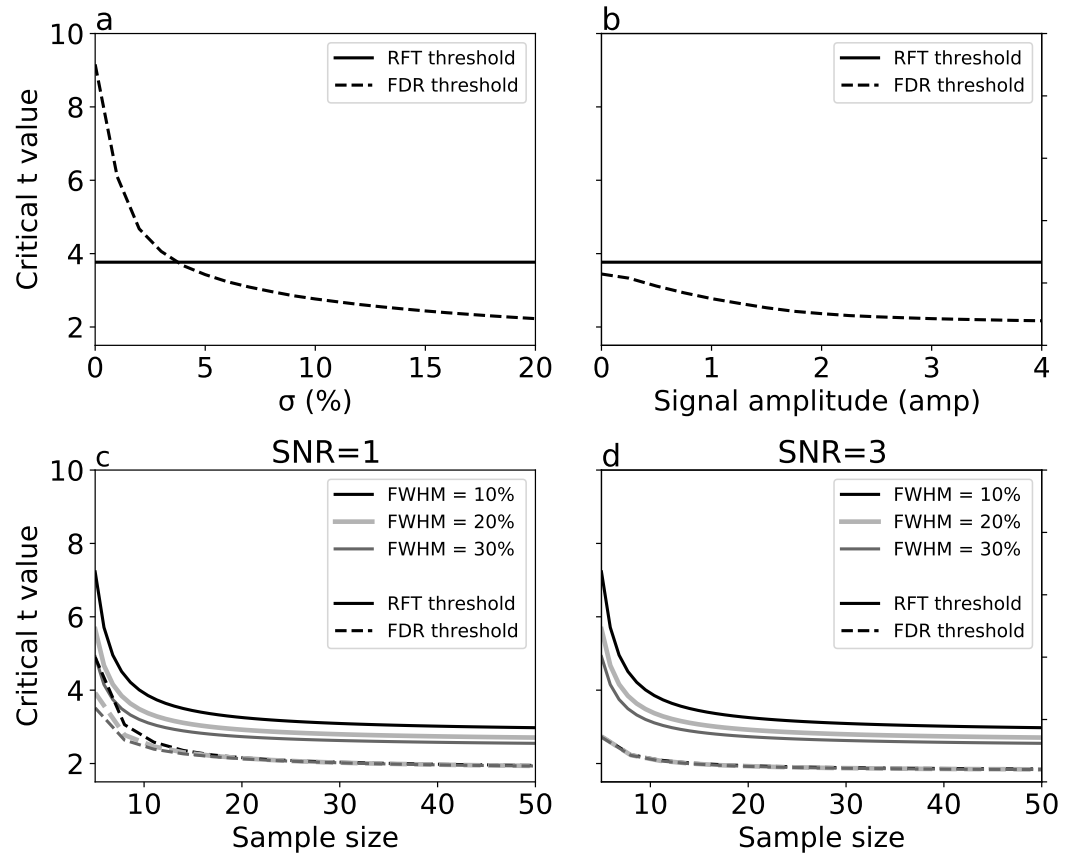 a
10
8
6
4
2
Critical t value
RFT threshold
FDR threshold
0 5 10 15 20
σ (%)
b
RFT threshold
FDR threshold
0 1 2 3 4
Signal amplitude (amp)
c
SNR=1
10
8
6
4
2
Critical t value
FWHM = 10%
FWHM = 20%
FWHM = 30%
RFT threshold
FDR threshold
10 20 30 40 50
Sample size
d
SNR=3
FWHM = 10%
FWHM = 20%
FWHM = 30%
RFT threshold
FDR threshold
10 20 30 40 50
Sample size